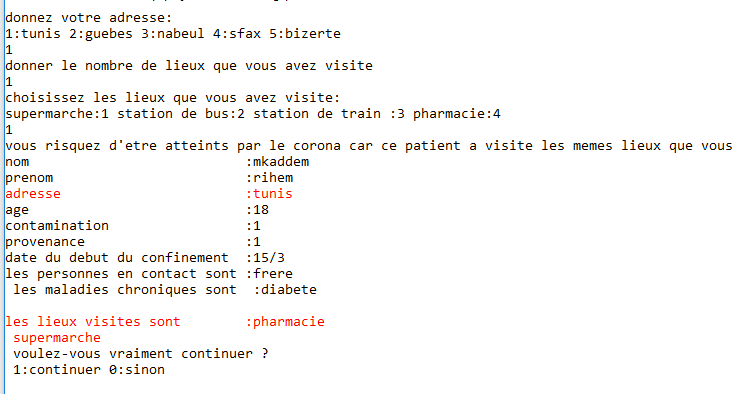 donnez votre adresse:
1:tunis 2:guebes 3:nabeul 4:sfax 5:bizerte
1
donner le nombre de lieux que vous avez visite
1
choisissez les lieux que vous avez visite:
supermarche:1 station de bus:2 station de train :3 pharmacie:4
1
vous risquez d'etre atteints par le corona car ce patient a visite les memes lieux que vous
nom :mkaddem
prenom :rihem
adresse :tunis
age :18
contamination :1
provenance :1
date du debut du confinement :15/3
les personnes en contact sont :frere
les maladies chroniques sont :diabete
les lieux visites sont :pharmacie
supermarche
voulez-vous vraiment continuer ?
1:continuer 0:sinon